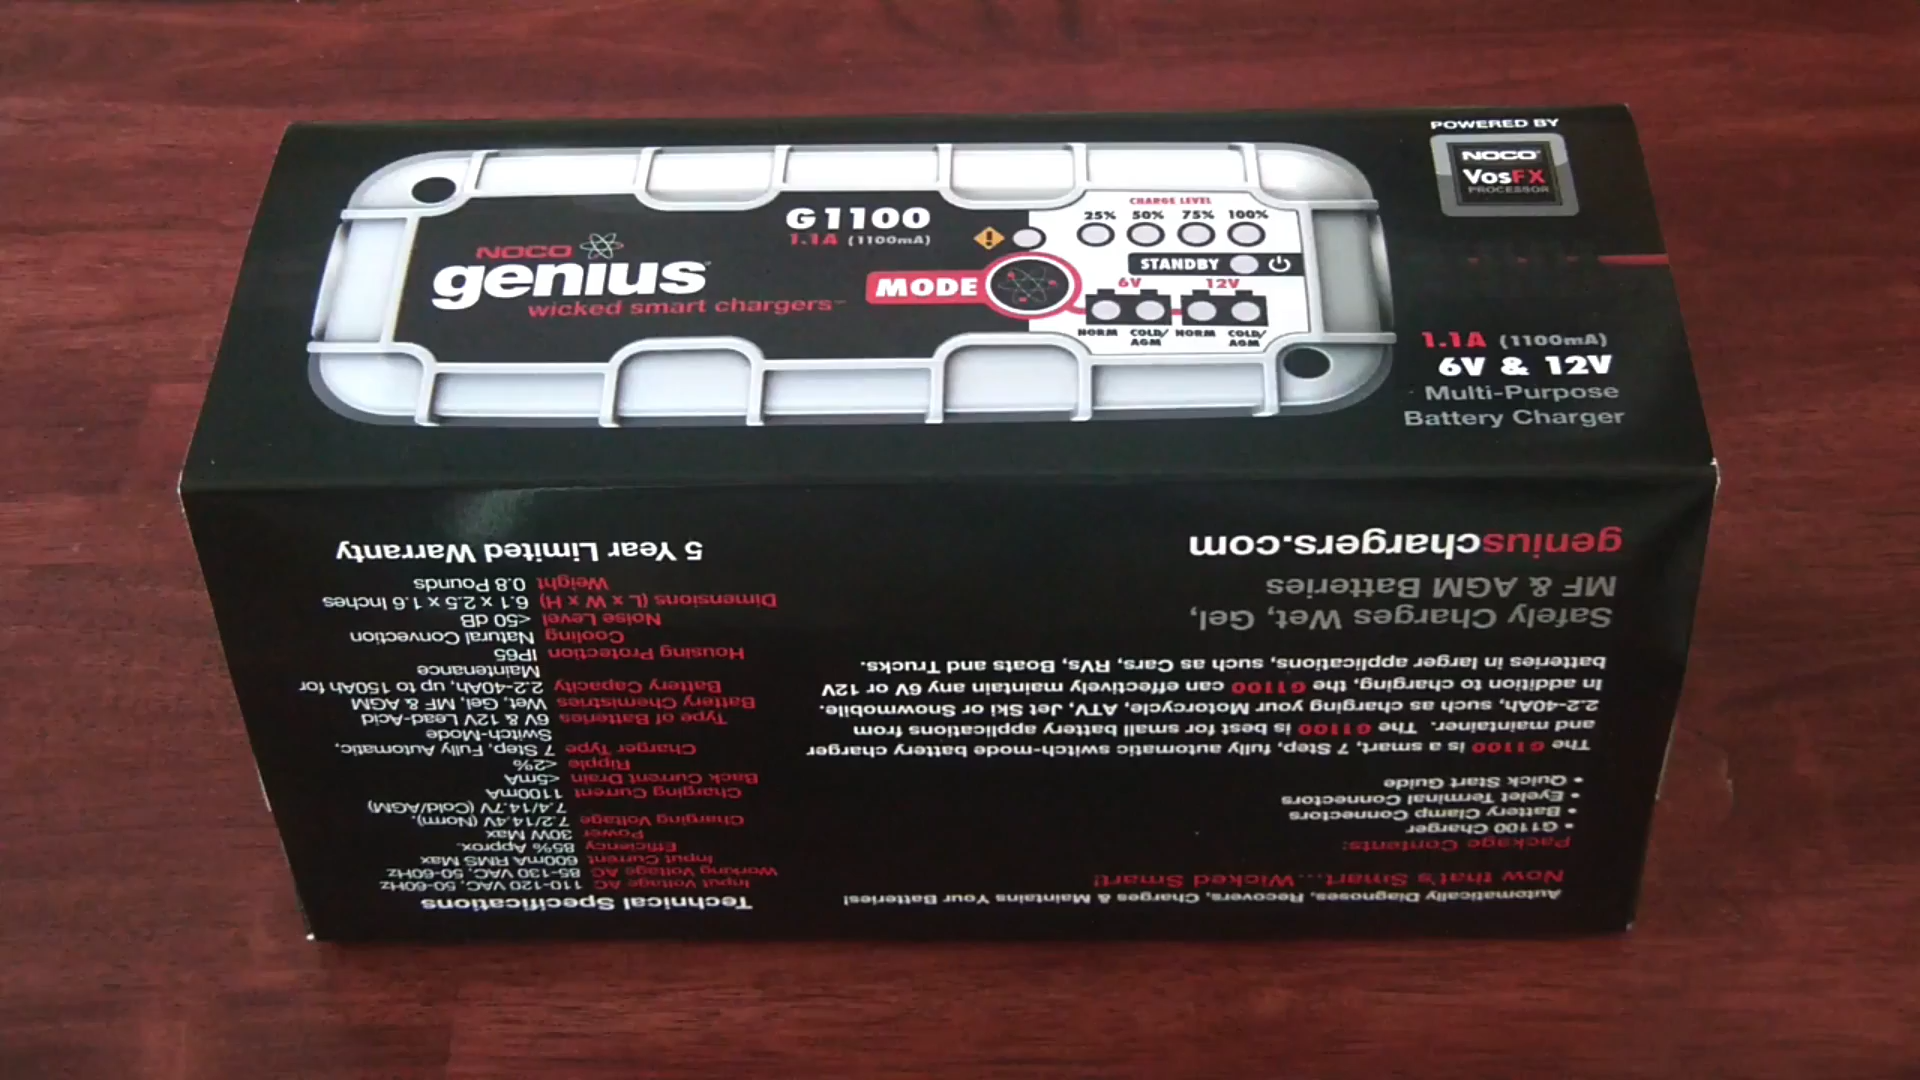 POWERED BY
NOCO
VosFX
PROCESSOR
G1100
1.1A (1100mA)
NOCO
genius
wicked smart chargers™
MODE
CHARGE LEVEL
25% 50% 75% 100%
STANDBY
6V 12V
NORM COLD/AGM NORM COLD/AGM
1.1A (1100mA)
6V & 12V
Multi-Purpose
Battery Charger
Automatically Diagnoses, Recovers, Charges & Maintains Your Batteries!
Now that's Smart...Wicked Smart!
Package Contents:
• G1100 Charger
• Battery Clamp Connectors
• Eyelet Terminal Connectors
• Quick Start Guide
The G1100 is a smart, 7 Step, fully automatic switch-mode battery charger
and maintainer. The G1100 is best for small battery applications from
2.2-40Ah, such as charging your Motorcycle, ATV, Jet Ski or Snowmobile.
In addition to charging, the G1100 can effectively maintain any 6V or 12V
batteries in larger applications, such as Cars, RVs, Boats and Trucks.
Safely Charges Wet, Gel,
MF & AGM Batteries
geniuschargers.com
Technical Specifications
Input Voltage AC 110-120 VAC, 50-60Hz
Working Voltage AC 85-130 VAC, 50-60Hz
Input Current 600mA RMS Max
Efficiency 85% Approx.
Power 30W Max
Charging Voltage 7.2/14.4V (Norm),
7.4/14.7V (Cold/AGM)
Charging Current 1100mA
Back Current Drain <5mA
Ripple <2%
Charger Type 7 Step, Fully Automatic,
Switch-Mode
Type of Batteries 6V & 12V Lead-Acid
Battery Chemistries Wet, Gel, MF & AGM
Battery Capacity 2.2-40Ah, up to 150Ah for
Maintenance
Housing Protection IP65
Cooling Natural Convection
Noise Level <50 dB
Dimensions (L x W x H) 6.1 x 2.5 x 1.6 Inches
Weight 0.8 Pounds
5 Year Limited Warranty